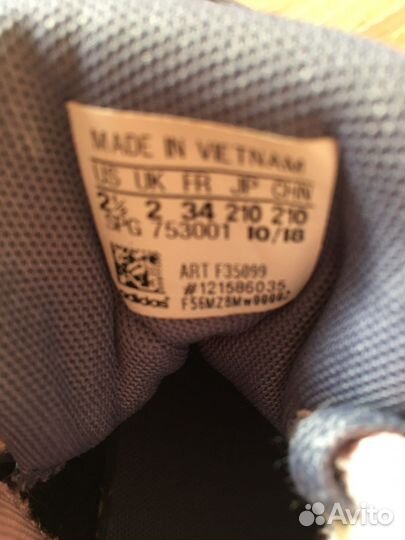 MADE IN VIETNAM
US UK FR JP CHN
2½ 2 34 210 210
SPG 753001 10/18
ART F35099
#121586035
adidas
Avito